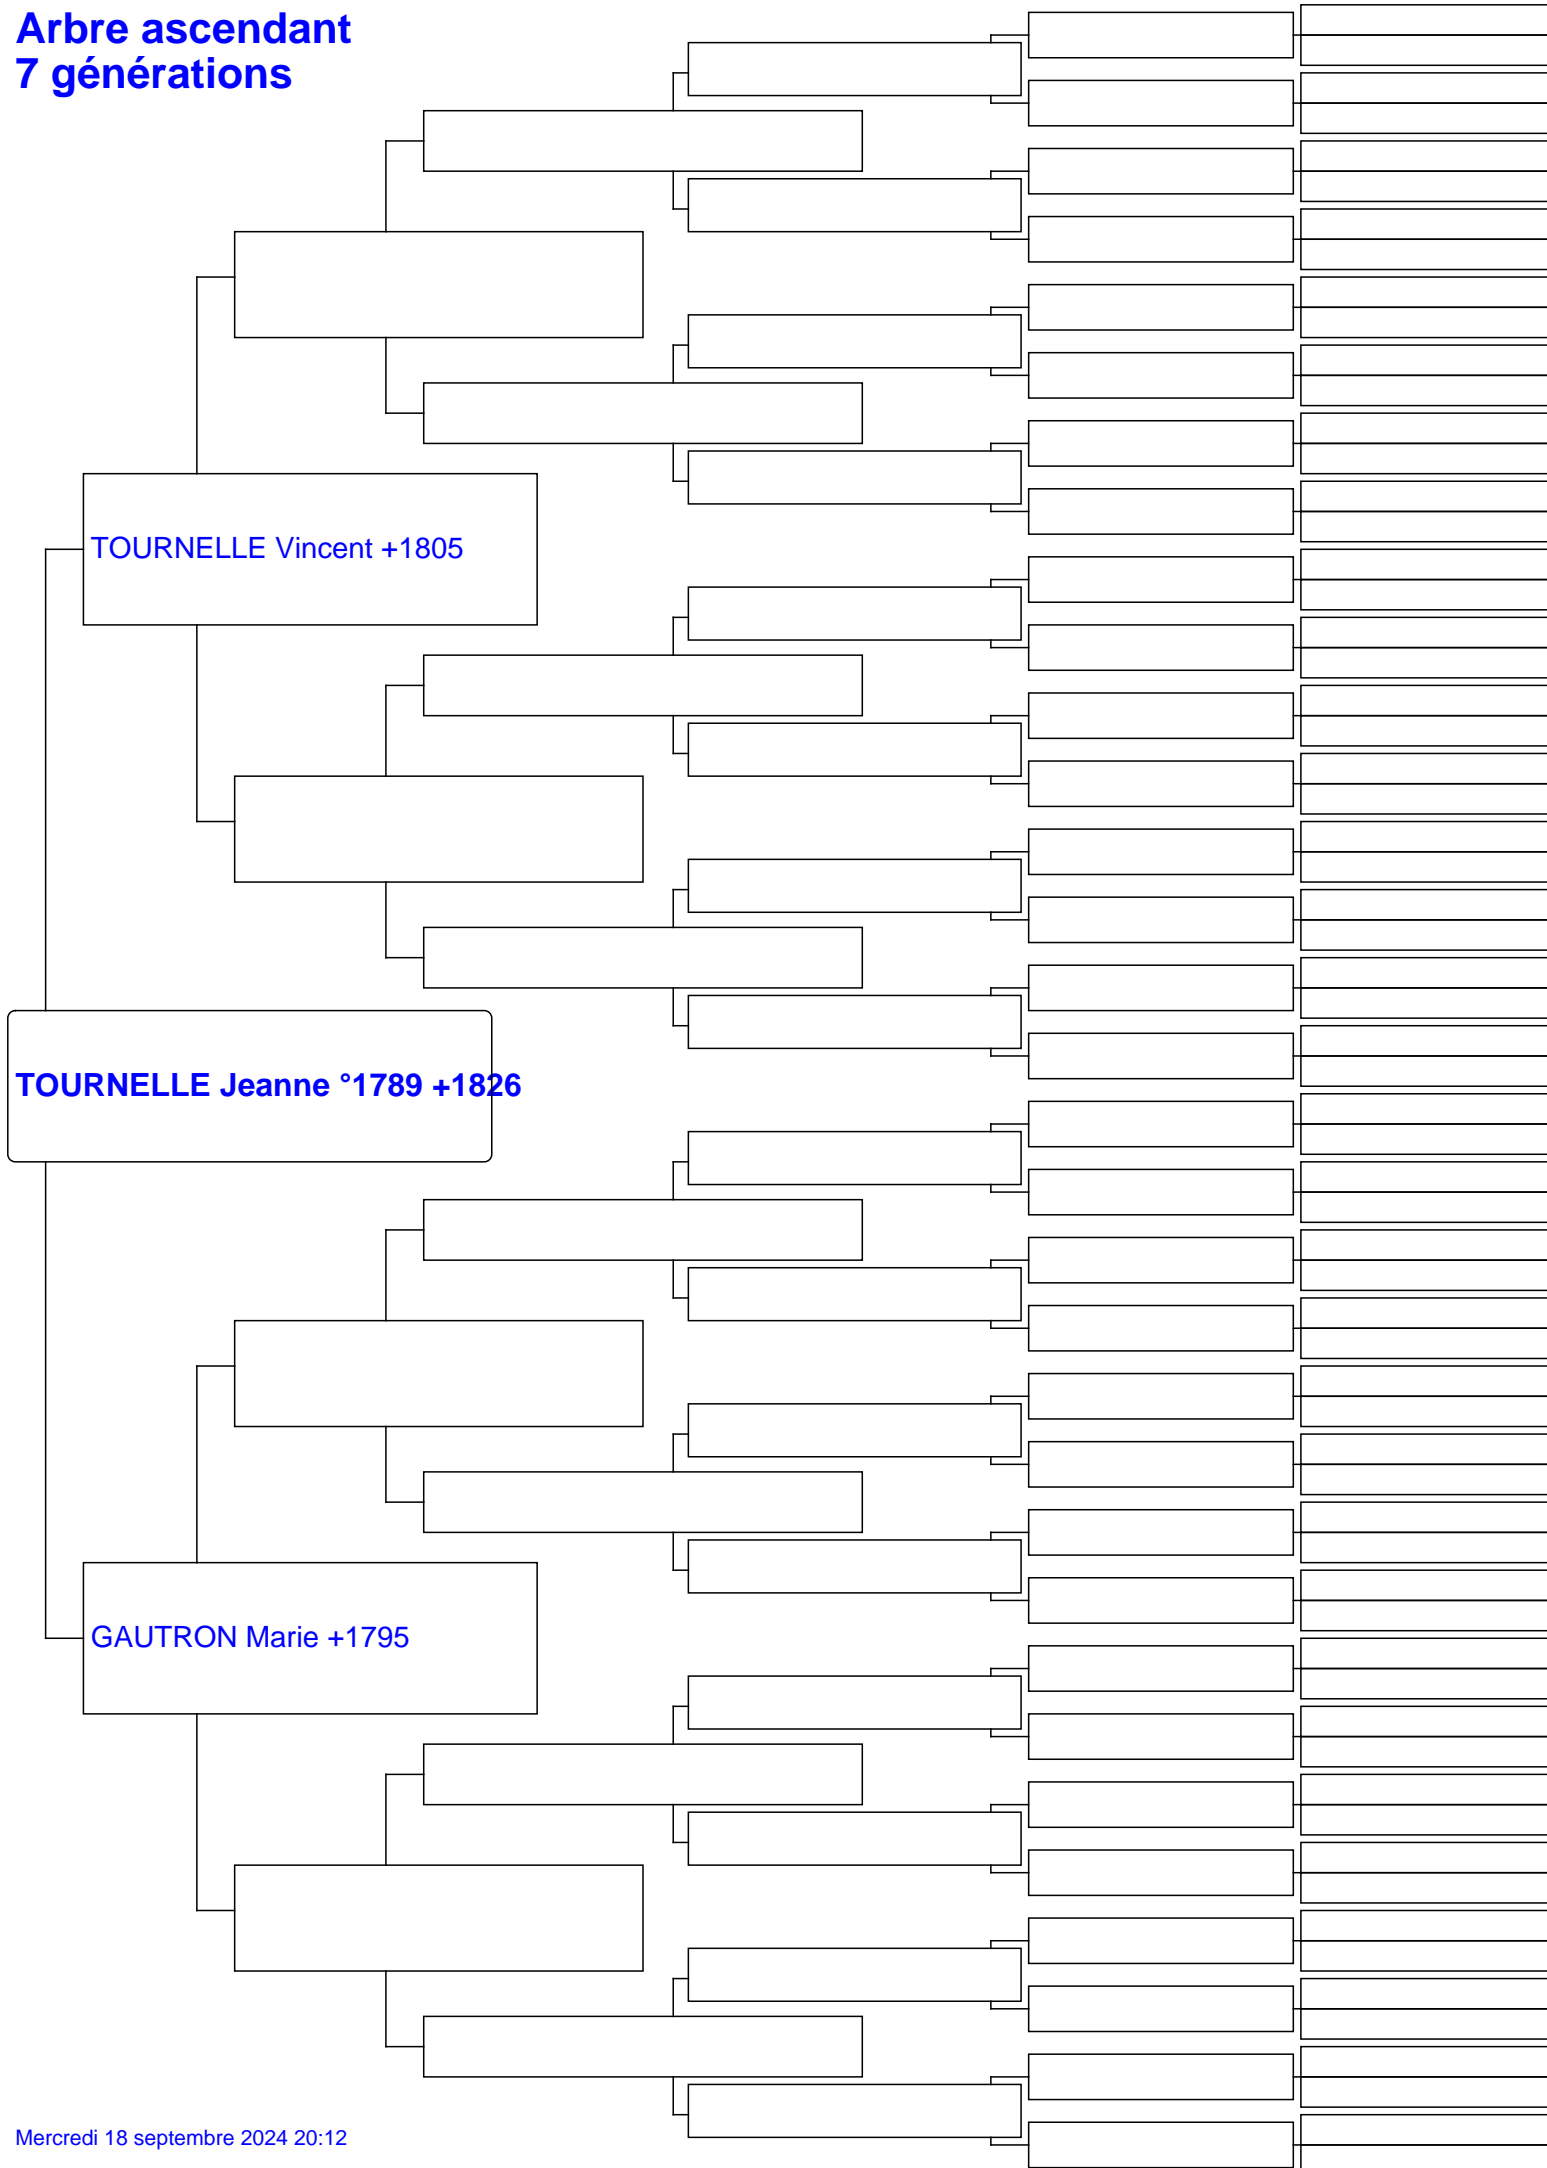 Arbre ascendant
7 générations
TOURNELLE Vincent +1805
TOURNELLE Jeanne °1789 +1826
GAUTRON Marie +1795
Mercredi 18 septembre 2024 20:12